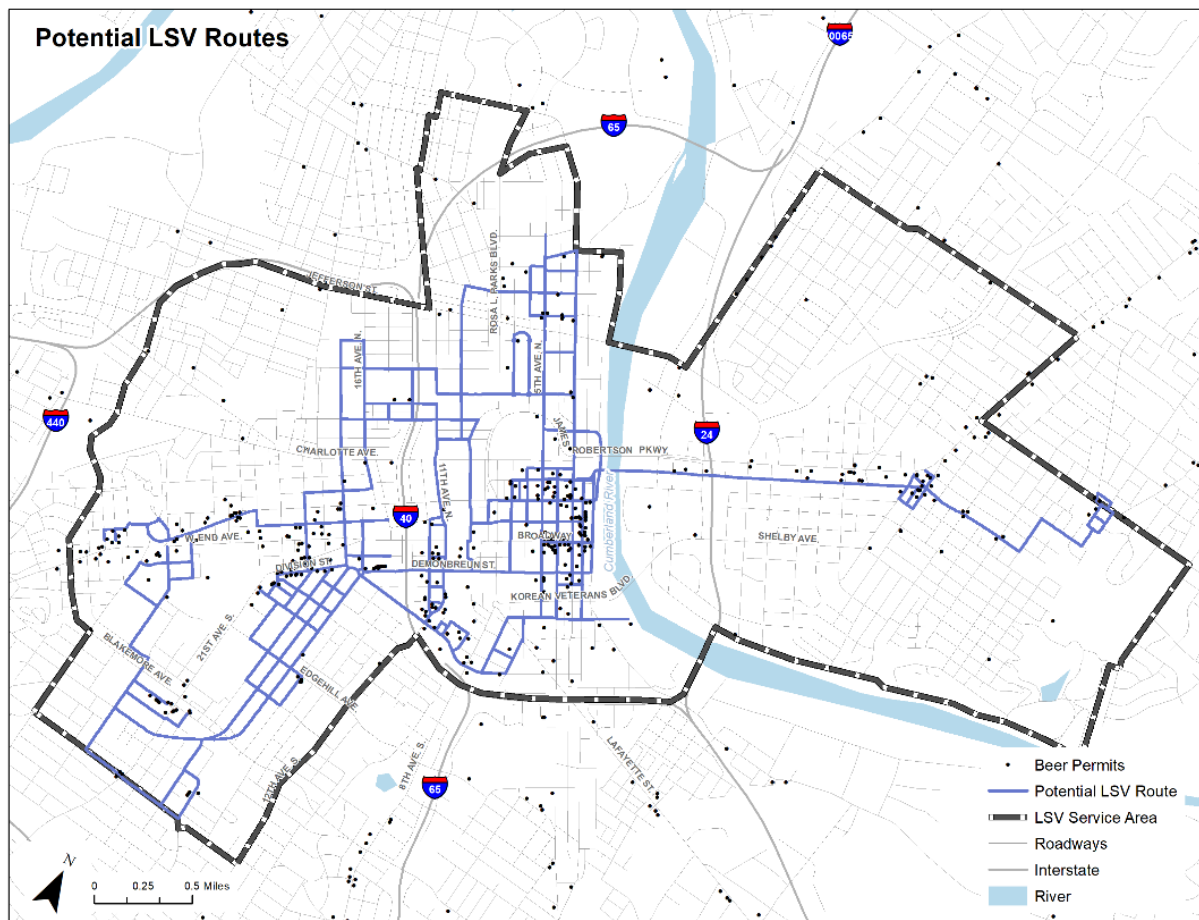 Potential LSV Routes
0065
65
JEFFERSON ST.
ROSA L. PARKS BLVD.
16TH AVE. N.
5TH AVE. N.
440
24
JAMES
ROBERTSON PKWY
CHARLOTTE AVE.
11TH AVE. N.
40
Cumberland River
W. END AVE.
BROADWAY
SHELBY AVE.
DIVISION ST.
DEMONBREUN ST.
KOREAN VETERANS BLVD
21ST AVE. S.
BLAKEMORE AVE.
EDGEHILL AVE.
12TH AVE. S.
8TH AVE. S.
LAFAYETTE ST.
65
Beer Permits
Potential LSV Route
LSV Service Area
Roadways
Interstate
River
N
0 0.25 0.5 Miles